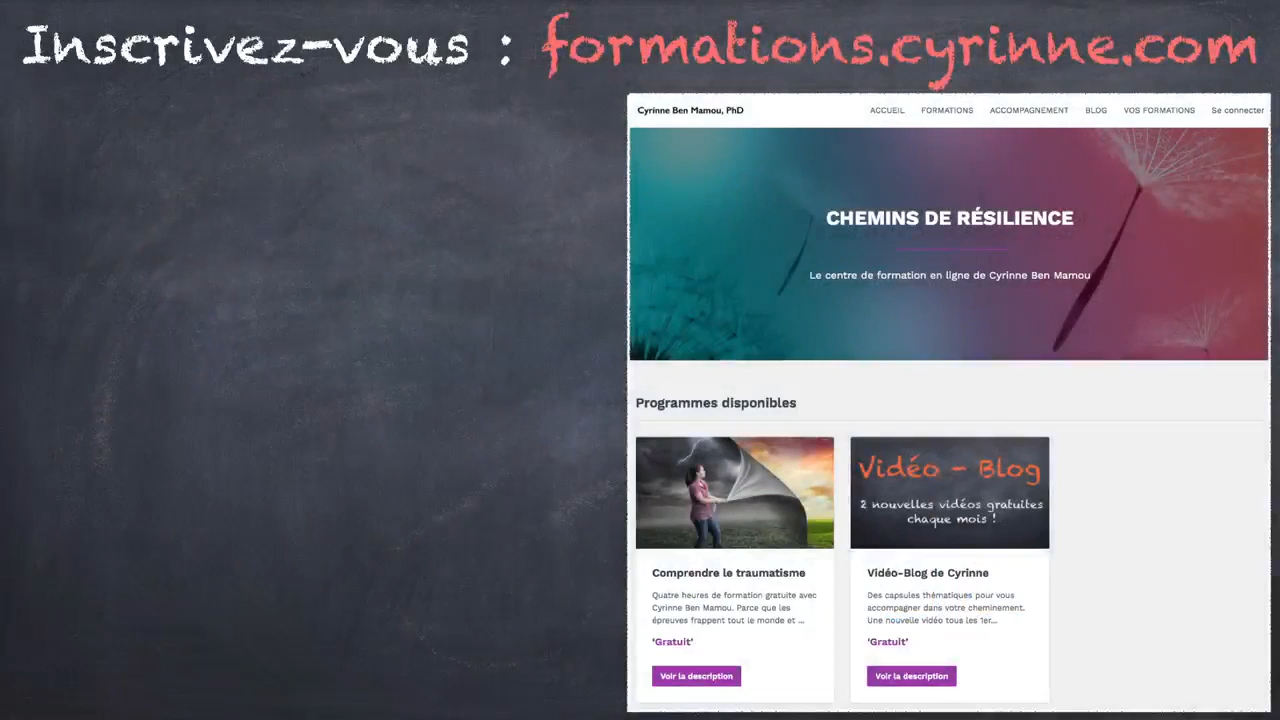 Inscrivez-vous : formations.cyrinne.com
Cyrinne Ben Mamou, PhD
ACCUEIL FORMATIONS ACCOMPAGNEMENT BLOG VOS FORMATIONS Se connecter
CHEMINS DE RÉSILIENCE
Le centre de formation en ligne de Cyrinne Ben Mamou
Programmes disponibles
Vidéo - Blog
2 nouvelles vidéos gratuites
chaque mois !
Comprendre le traumatisme
Quatre heures de formation gratuite avec
Cyrinne Ben Mamou. Parce que les
épreuves frappent tout le monde et ...
‘Gratuit’
Voir la description
Vidéo-Blog de Cyrinne
Des capsules thématiques pour vous
accompagner dans votre cheminement.
Une nouvelle vidéo tous les 1er...
‘Gratuit’
Voir la description